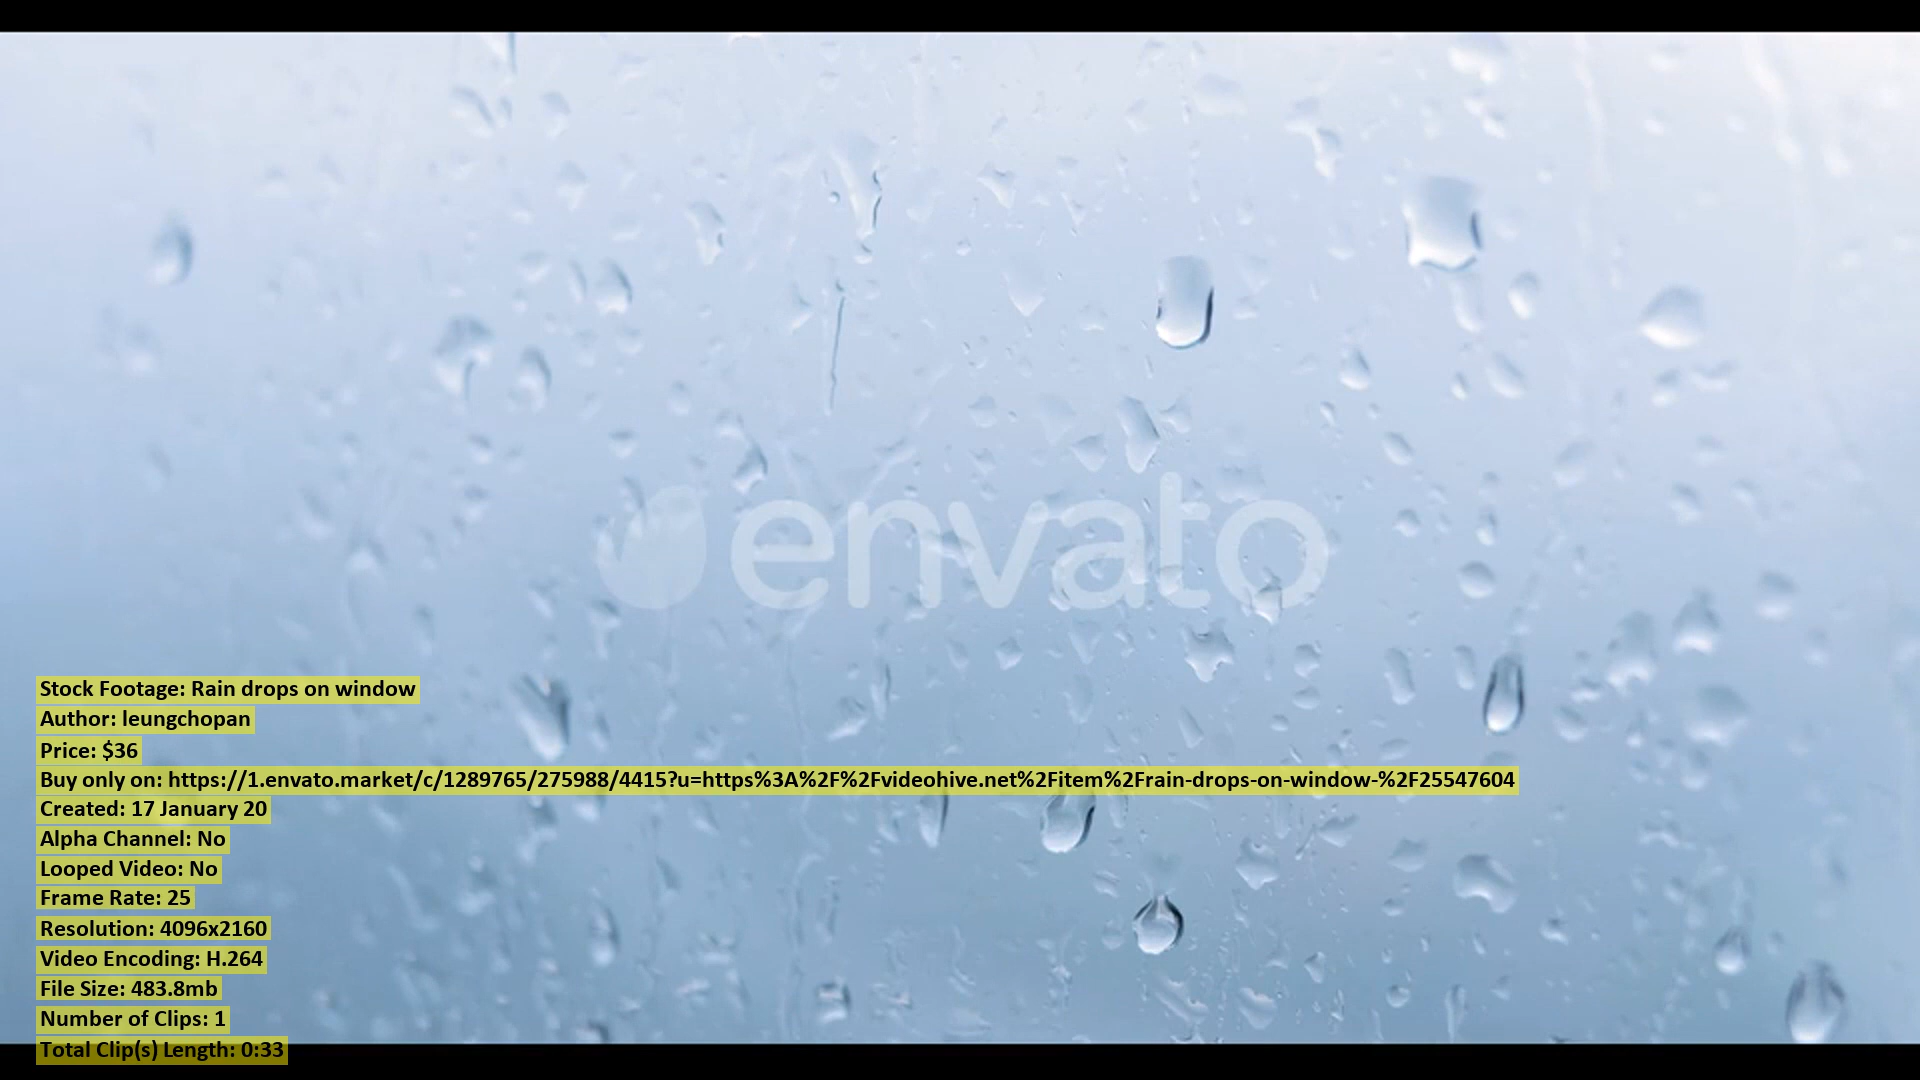 envato
Stock Footage: Rain drops on window
Author: leungchopan
Price: $36
Buy only on: https://1.envato.market/c/1289765/275988/4415?u=https%3A%2F%2Fvideohive.net%2Fitem%2Frain-drops-on-window-%2F25547604
Created: 17 January 20
Alpha Channel: No
Looped Video: No
Frame Rate: 25
Resolution: 4096x2160
Video Encoding: H.264
File Size: 483.8mb
Number of Clips: 1
Total Clip(s) Length: 0:33